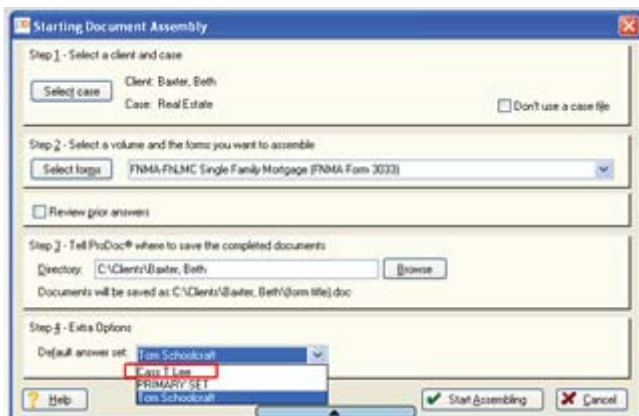 Starting Document Assembly
Step 1 - Select a client and case
Select case
Client: Baxter, Beth
Case: Real Estate
Don't use a case file
Step 2 - Select a volume and the forms you want to assemble
Select forms
FNMA-FHLMC Single Family Mortgage (FNMA Form 3033)
Review prior answers
Step 3 - Tell ProDoc® where to save the completed documents
Directory: C:\Clients\Baxter, Beth
Browse
Documents will be saved as C:\Clients\Baxter, Beth\(form title).doc
Step 4 - Extra Options
Default answer set: Tom Schoolcraft
Cass T Lee
PRIMARY SET
Tom Schoolcraft
Help
Start Assembling
Cancel